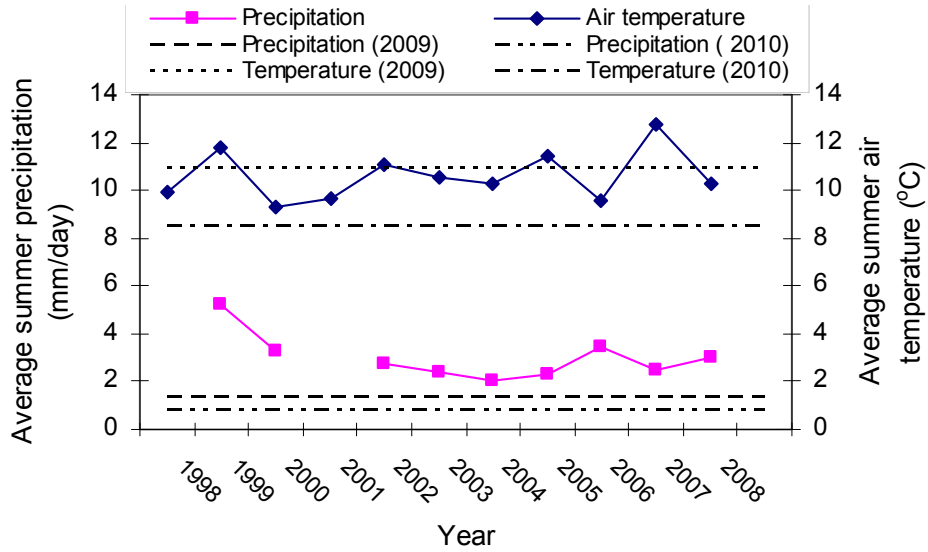 Precipitation Air temperature
Precipitation (2009) Precipitation ( 2010)
Temperature (2009) Temperature (2010)
Average summer precipitation
(mm/day)
14
12
10
8
6
4
2
0
14
12
10
8
6
4
2
0
Average summer air
temperature (°C)
1998 1999 2000 2001 2002 2003 2004 2005 2006 2007 2008
Year